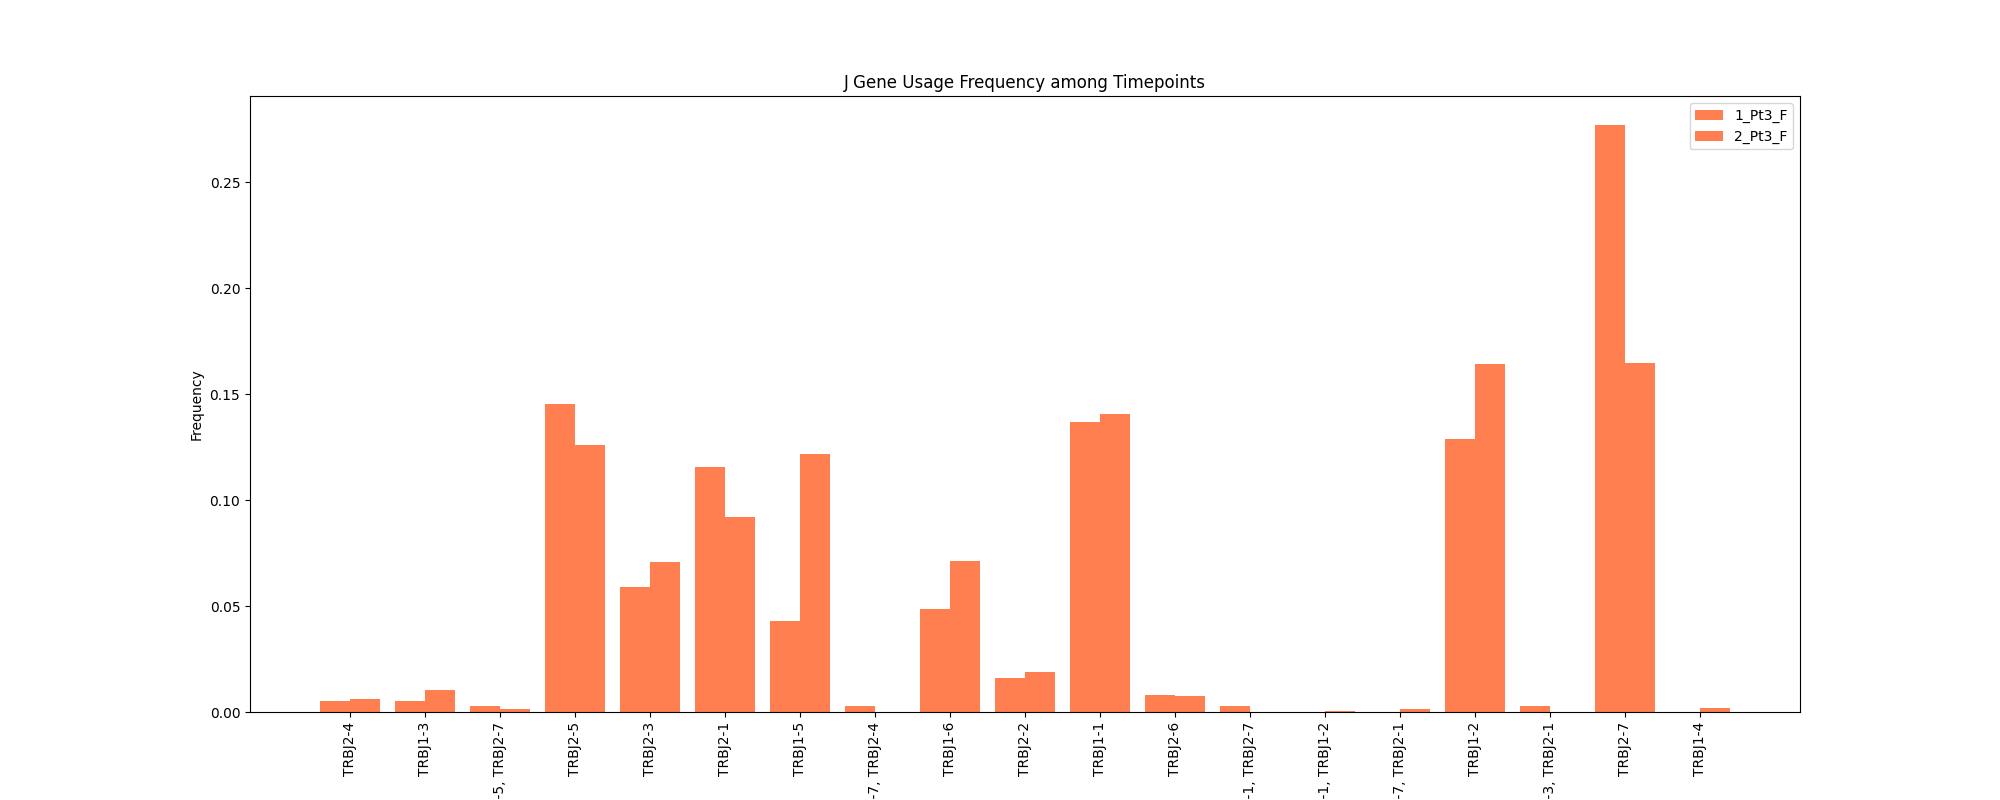 J Gene Usage Frequency among Timepoints
1_Pt3_F
2_Pt3_F
Frequency
0.25
0.20
0.15
0.10
0.05
0.00
TRBJ2-4
TRBJ1-3
-5, TRBJ2-7
TRBJ2-5
TRBJ2-3
TRBJ2-1
TRBJ1-5
-7, TRBJ2-4
TRBJ1-6
TRBJ2-2
TRBJ1-1
TRBJ2-6
-1, TRBJ2-7
-1, TRBJ1-2
-7, TRBJ2-1
TRBJ1-2
-3, TRBJ2-1
TRBJ2-7
TRBJ1-4